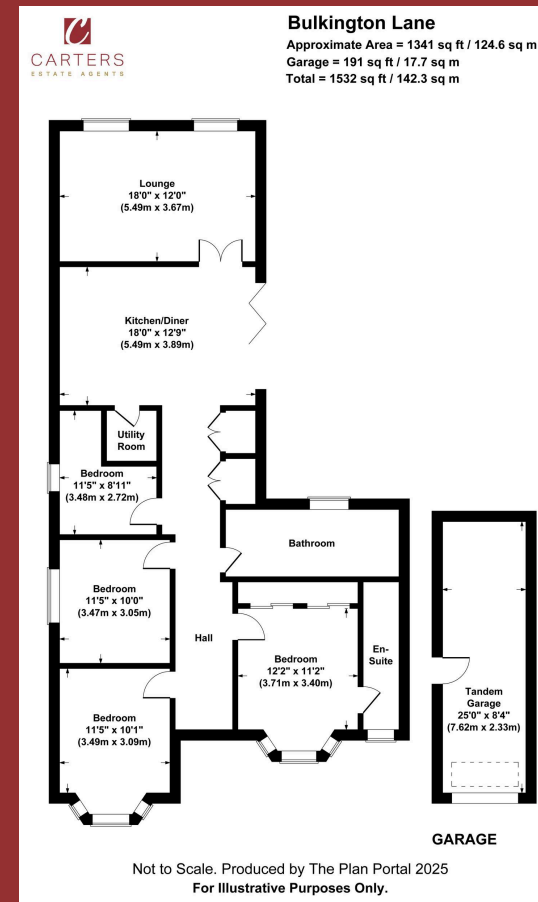 CARTERS
ESTATE AGENTS
Bulkington Lane
Approximate Area = 1341 sq ft / 124.6 sq m
Garage = 191 sq ft / 17.7 sq m
Total = 1532 sq ft / 142.3 sq m
Lounge
18'0" x 12'0"
(5.49m x 3.67m)
Kitchen/Diner
18'0" x 12'9"
(5.49m x 3.89m)
Utility
Room
Bedroom
11'5" x 8'11"
(3.48m x 2.72m)
Bathroom
Bedroom
11'5" x 10'0"
(3.47m x 3.05m)
Hall
Bedroom
12'2" x 11'2"
(3.71m x 3.40m)
En-
Suite
Bedroom
11'5" x 10'1"
(3.49m x 3.09m)
Tandem
Garage
25'0" x 8'4"
(7.62m x 2.33m)
GARAGE
Not to Scale. Produced by The Plan Portal 2025
For Illustrative Purposes Only.